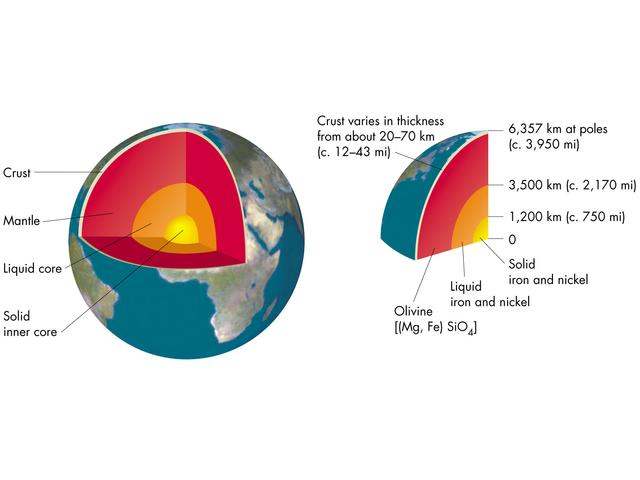 Crust
Mantle
Liquid core
Solid
inner core
Crust varies in thickness
from about 20–70 km
(c. 12–43 mi)
6,357 km at poles
(c. 3,950 mi)
3,500 km (c. 2,170 mi)
1,200 km (c. 750 mi)
0
Solid
iron and nickel
Liquid
iron and nickel
Olivine
[(Mg, Fe) SiO₄]